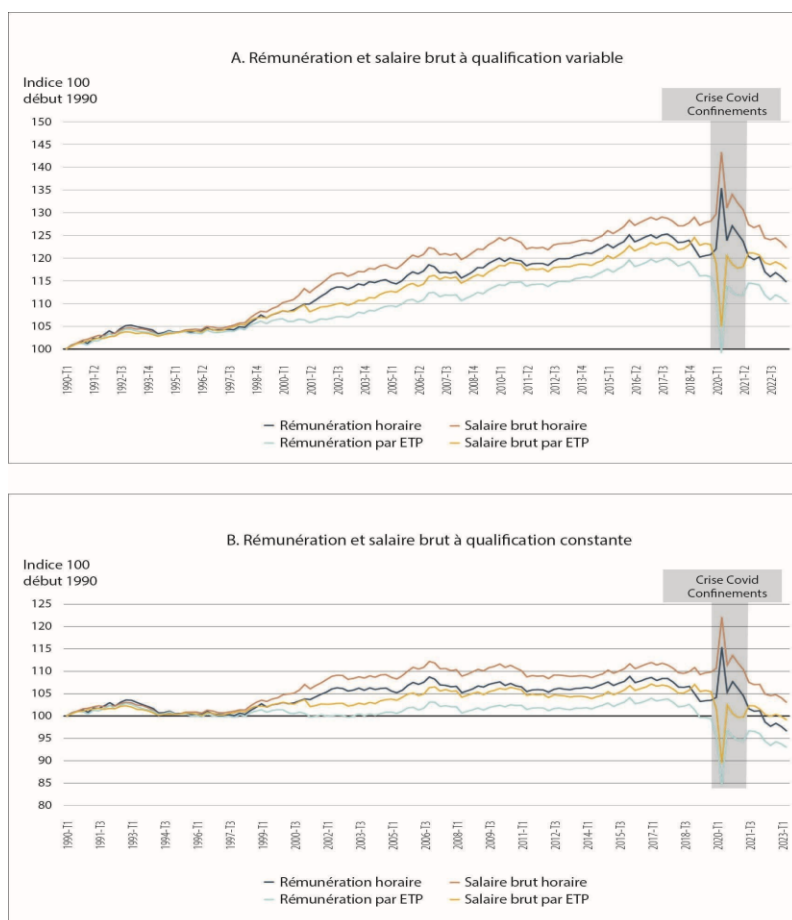 A. Rémunération et salaire brut à qualification variable
Indice 100
début 1990
Crise Covid
Confinements
150
145
140
135
130
125
120
115
110
105
100
1990-T1
1991-T2
1992-T3
1993-T4
1995-T1
1996-T2
1997-T3
1998-T4
2000-T1
2001-T2
2002-T3
2003-T4
2005-T1
2006-T2
2007-T3
2008-T4
2010-T1
2011-T2
2012-T3
2013-T4
2015-T1
2016-T2
2017-T3
2018-T4
2020-T1
2021-T2
2022-T3
Rémunération horaire
Salaire brut horaire
Rémunération par ETP
Salaire brut par ETP
B. Rémunération et salaire brut à qualification constante
Indice 100
début 1990
Crise Covid
Confinements
125
120
115
110
105
100
95
90
85
80
1990-T1
1991-T3
1993-T1
1994-T3
1996-T1
1997-T3
1999-T1
2000-T3
2002-T1
2003-T3
2005-T1
2006-T3
2008-T1
2009-T3
2011-T1
2012-T3
2014-T1
2015-T3
2017-T1
2018-T3
2020-T1
2021-T3
2023-T1
Rémunération horaire
Salaire brut horaire
Rémunération par ETP
Salaire brut par ETP